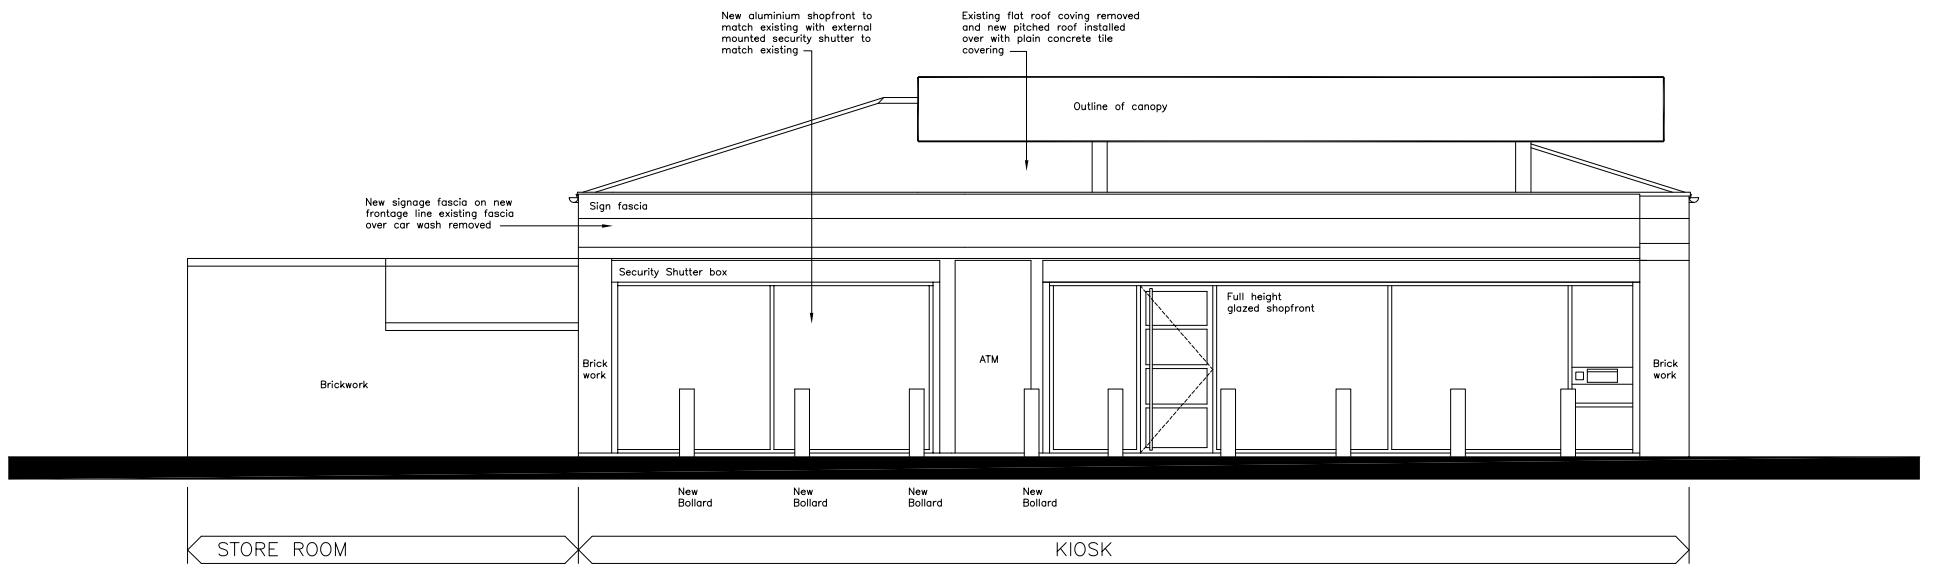 New aluminium shopfront to
match existing with external
mounted security shutter to
match existing
Existing flat roof coving removed
and new pitched roof installed
over with plain concrete tile
covering
Outline of canopy
New signage fascia on new
frontage line existing fascia
over car wash removed
Sign fascia
Security Shutter box
Full height
glazed shopfront
ATM
Brick
work
Brick
work
Brickwork
New
Bollard
New
Bollard
New
Bollard
New
Bollard
STORE ROOM
KIOSK